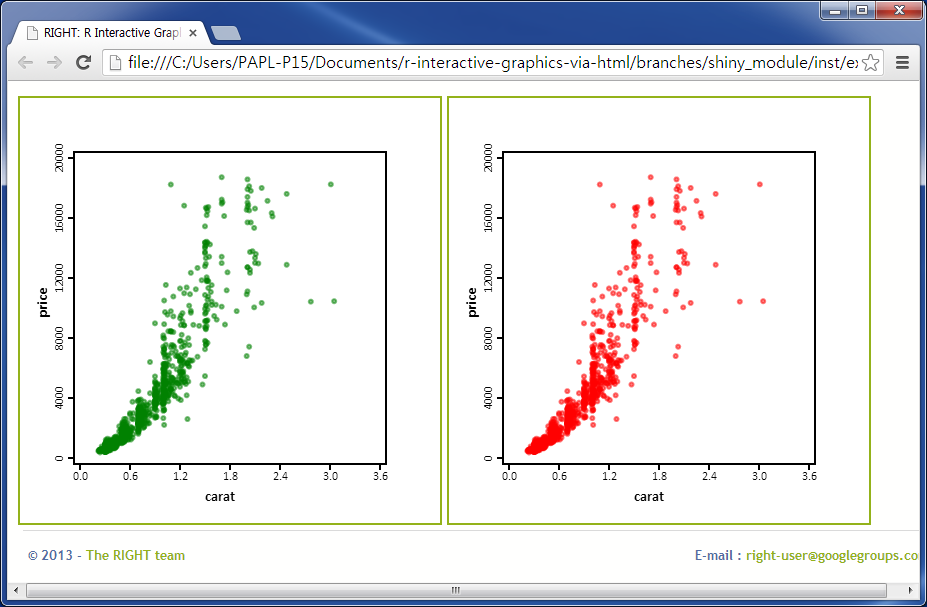 RIGHT: R Interactive Grap
file:///C:/Users/PAPL-P15/Documents/r-interactive-graphics-via-html/branches/shiny_module/inst/ex
20000
16000
12000
8000
4000
0
price
0.0 0.6 1.2 1.8 2.4 3.0 3.6
carat
20000
16000
12000
8000
4000
0
price
0.0 0.6 1.2 1.8 2.4 3.0 3.6
carat
© 2013 - The RIGHT team
E-mail : right-user@googlegroups.co